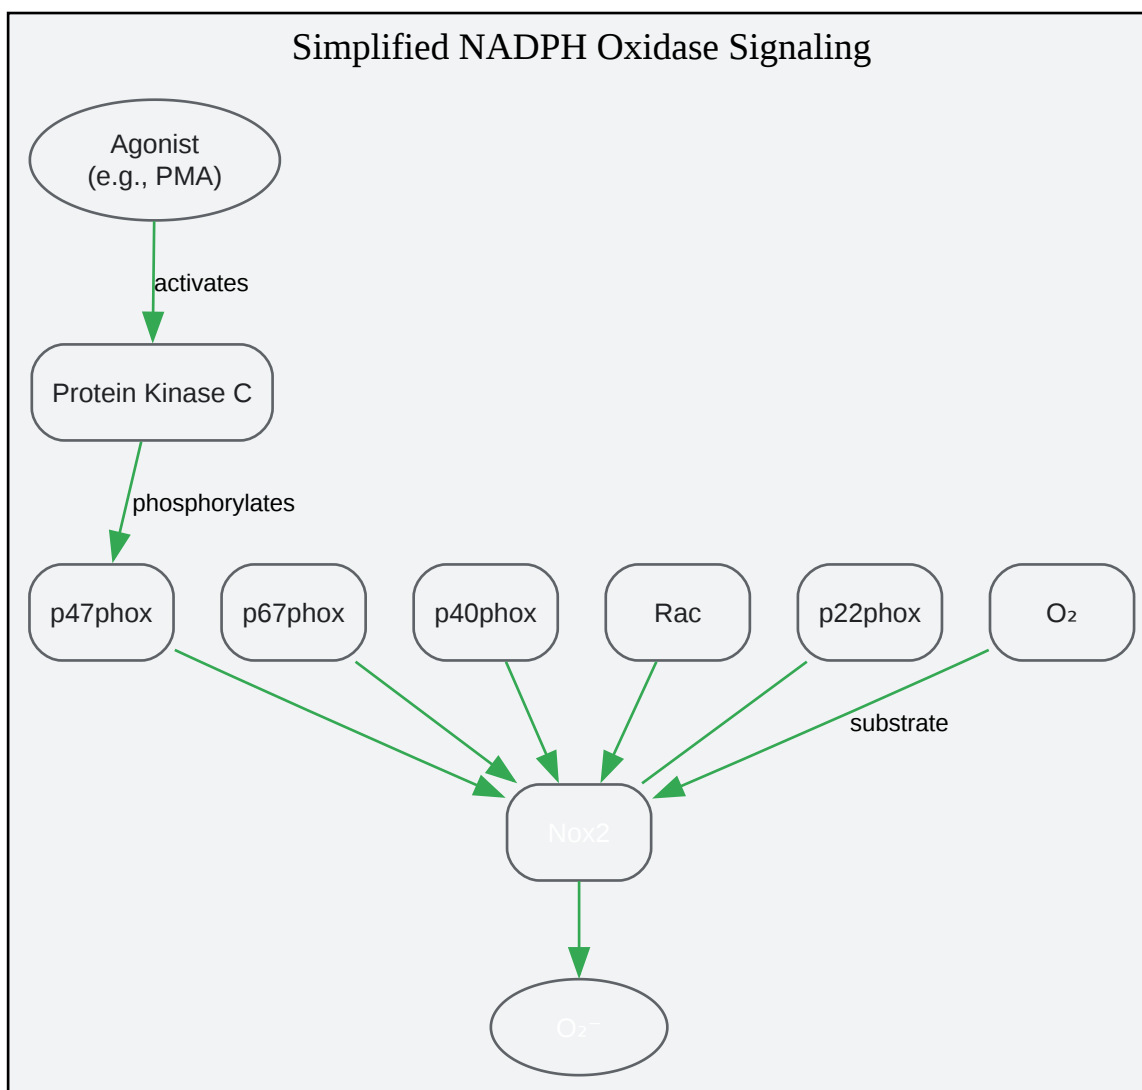 Simplified NADPH Oxidase Signaling
Agonist
(e.g., PMA)
activates
Protein Kinase C
phosphorylates
p47phox
p67phox
p40phox
Rac
p22phox
O₂
substrate
Nox2
O₂⁻